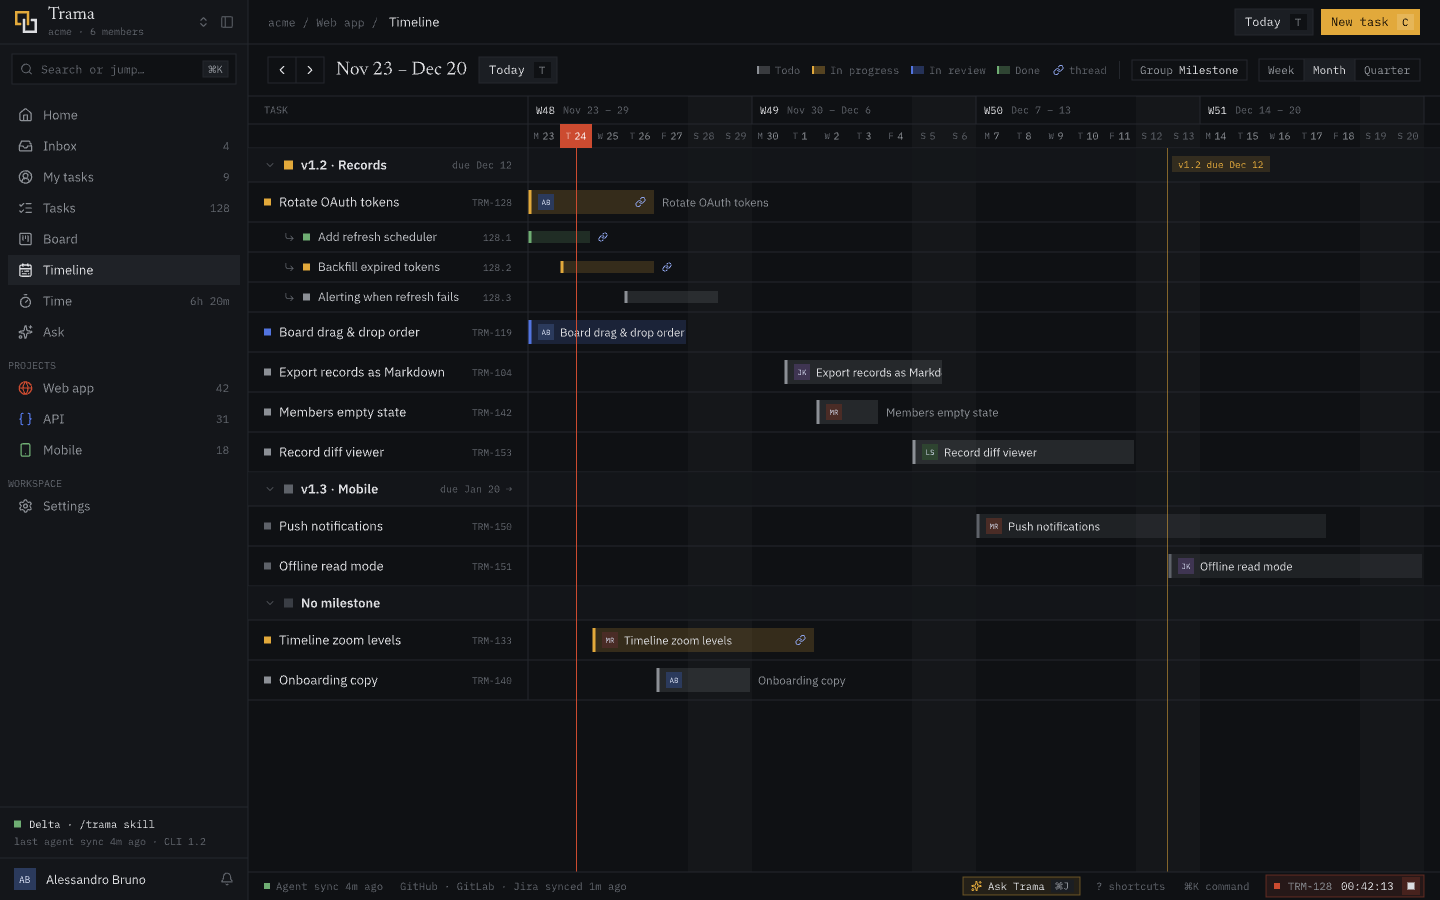 Trama
acme · 6 members
Search or jump… ⌘K
Home
Inbox 4
My tasks 9
Tasks 128
Board
Timeline
Time 6h 20m
Ask
PROJECTS
Web app 42
API 31
Mobile 18
WORKSPACE
Settings
Delta · /trama skill
last agent sync 4m ago · CLI 1.2
AB Alessandro Bruno
acme / Web app / Timeline
Today T
New task C
Nov 23 – Dec 20
Today T
Todo In progress In review Done thread
Group Milestone
Week Month Quarter
TASK
W48 Nov 23 – 29 W49 Nov 30 – Dec 6 W50 Dec 7 – 13 W51 Dec 14 – 20
M 23 T 24 W 25 T 26 F 27 S 28 S 29 M 30 T 1 W 2 T 3 F 4 S 5 S 6 M 7 T 8 W 9 T 10 F 11 S 12 S 13 M 14 T 15 W 16 T 17 F 18 S 19 S 20
v1.2 · Records due Dec 12 v1.2 due Dec 12
Rotate OAuth tokens TRM-128 AB Rotate OAuth tokens
Add refresh scheduler 128.1
Backfill expired tokens 128.2
Alerting when refresh fails 128.3
Board drag & drop order TRM-119 AB Board drag & drop order
Export records as Markdown TRM-104 JK Export records as Markd
Members empty state TRM-142 MR Members empty state
Record diff viewer TRM-153 LS Record diff viewer
v1.3 · Mobile due Jan 20 →
Push notifications TRM-150 MR Push notifications
Offline read mode TRM-151 JK Offline read mode
No milestone
Timeline zoom levels TRM-133 MR Timeline zoom levels
Onboarding copy TRM-140 AB Onboarding copy
Agent sync 4m ago GitHub · GitLab · Jira synced 1m ago
Ask Trama ⌘J
? shortcuts ⌘K command
TRM-128 00:42:13